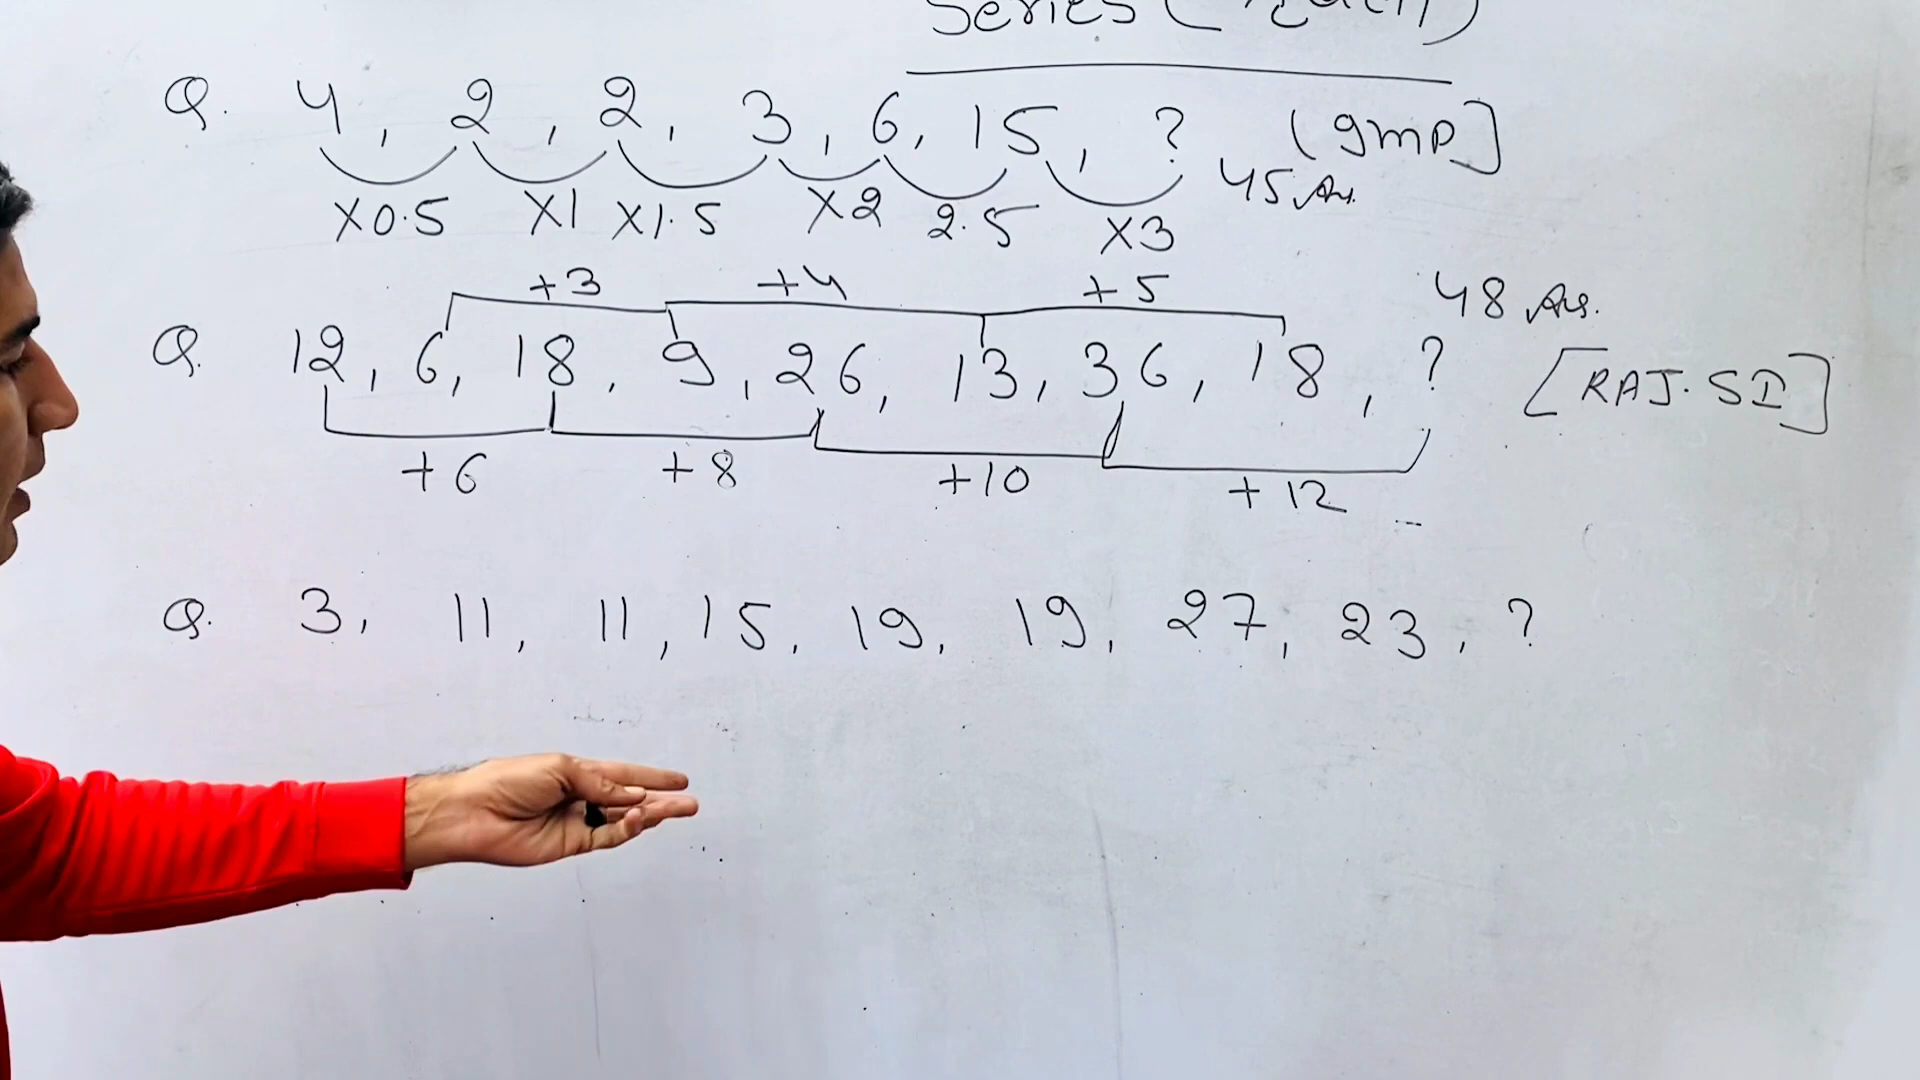 Series (
Q. 4, 2, 2, 3, 6, 15, ? (gmp]
45 Ans.
X0.5 X1 X1.5 X2 2.5 X3
+3 +4 +5 48 Ans.
Q. 12, 6, 18, 9, 26, 13, 36, 18, ? [RAJ. SI]
+6 +8 +10 +12
Q. 3, 11, 11, 15, 19, 19, 27, 23, ?